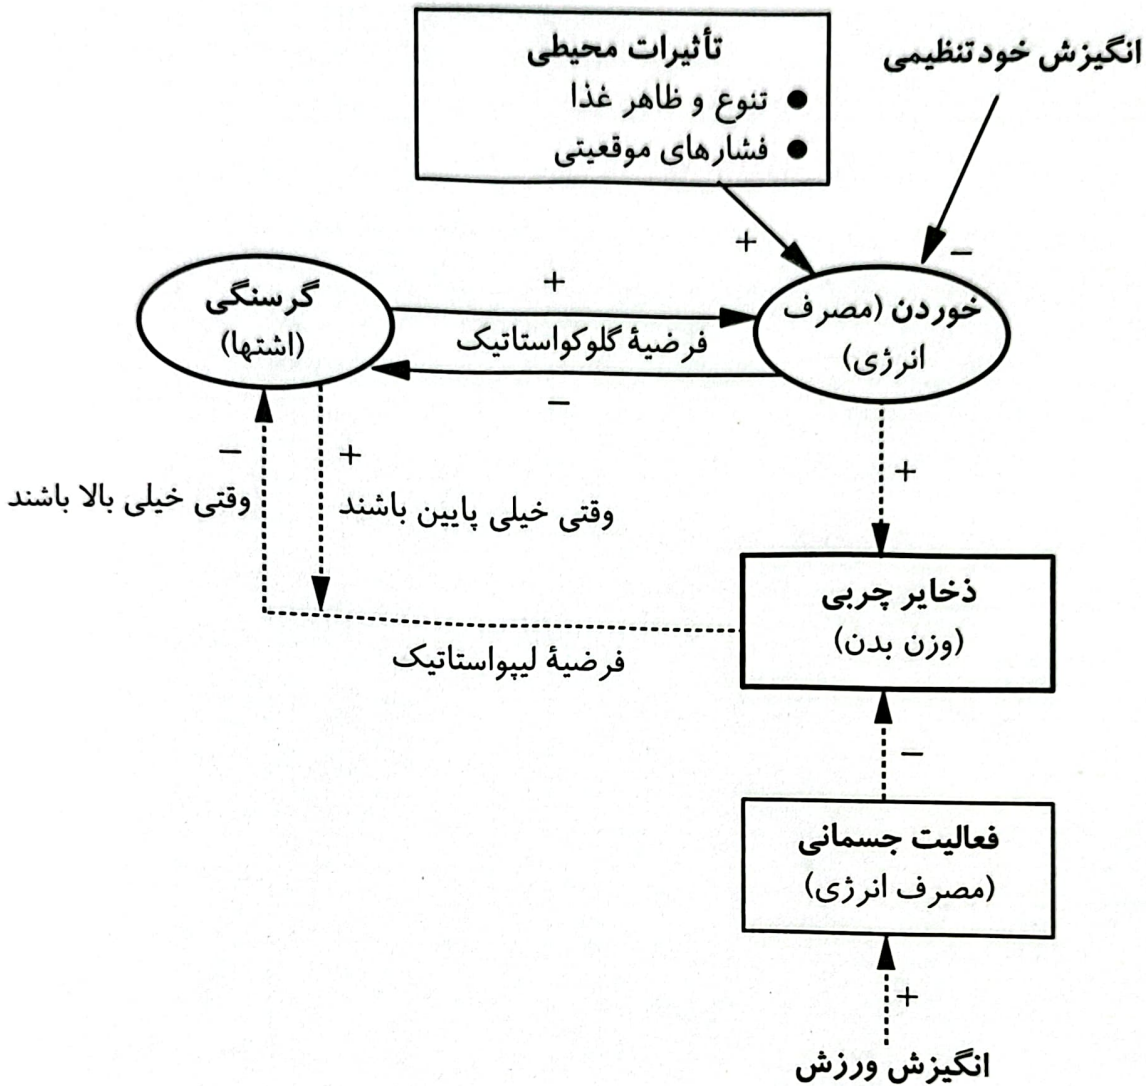 انگیزش خودتنظیمی
تأثیرات محیطی
● تنوع و ظاهر غذا
● فشارهای موقعیتی
+
−
گرسنگی
(اشتها)
+
فرضیهٔ گلوکواستاتیک
−
خوردن (مصرف
انرژی)
+
+
−
وقتی خیلی پایین باشند
وقتی خیلی بالا باشند
ذخایر چربی
(وزن بدن)
فرضیهٔ لیپواستاتیک
−
فعالیت جسمانی
(مصرف انرژی)
+
انگیزش ورزش